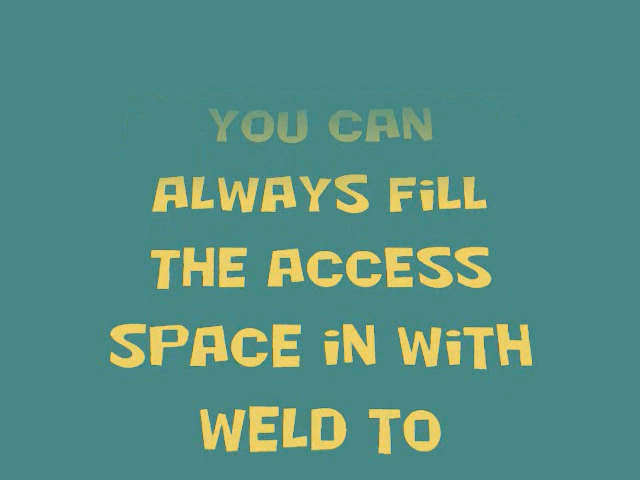 YOU CAN
ALWAYS FiLL
THE ACCESS
SPACE iN WiTH
WELD TO